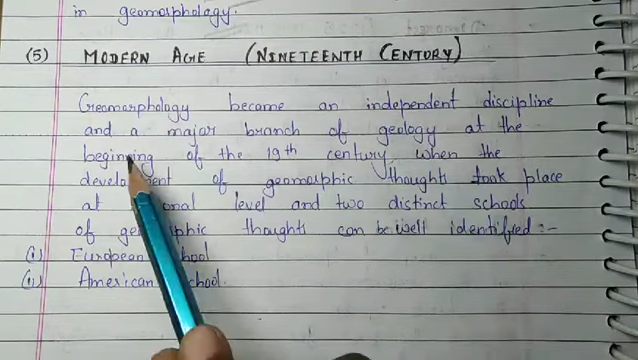 in geomorphology.
(5) MODERN AGE (NINETEENTH CENTORY)
Geomorphology became an independent discipline
and a major branch of geology at the
beginning of the 19th century, when the
development of geomorphic thoughts took place
at level and two distinct schools
of thoughts can be well identified :-
(i) European School
(ii) American School.